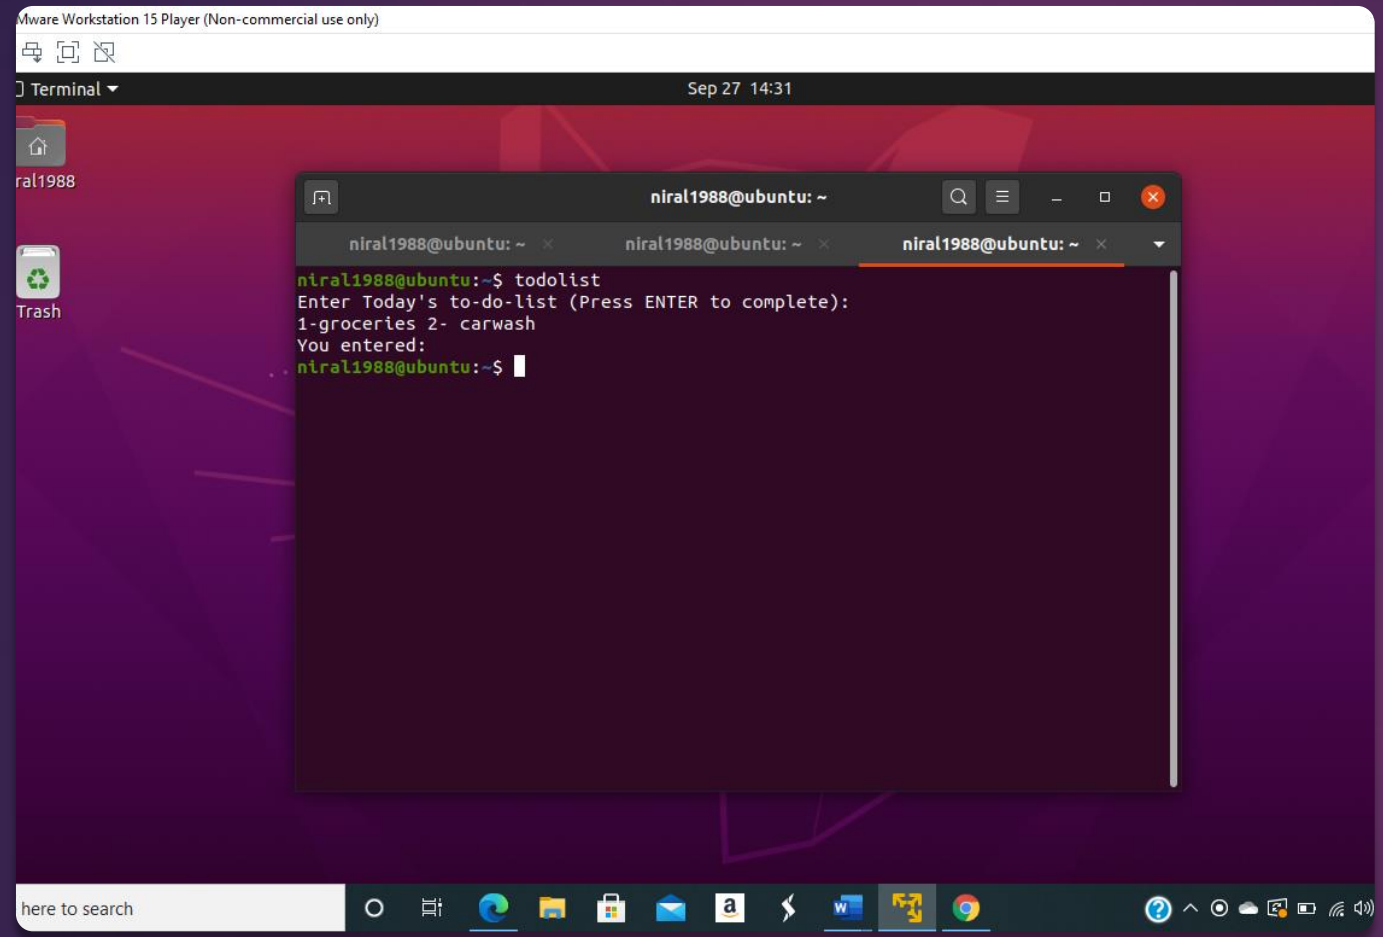 Mware Workstation 15 Player (Non-commercial use only)
Terminal
Sep 27 14:31
ral1988
Trash
niral1988@ubuntu: ~
niral1988@ubuntu: ~
niral1988@ubuntu: ~
niral1988@ubuntu: ~
niral1988@ubuntu:~$ todolist
Enter Today's to-do-list (Press ENTER to complete):
1-groceries 2- carwash
You entered:
niral1988@ubuntu:~$
here to search